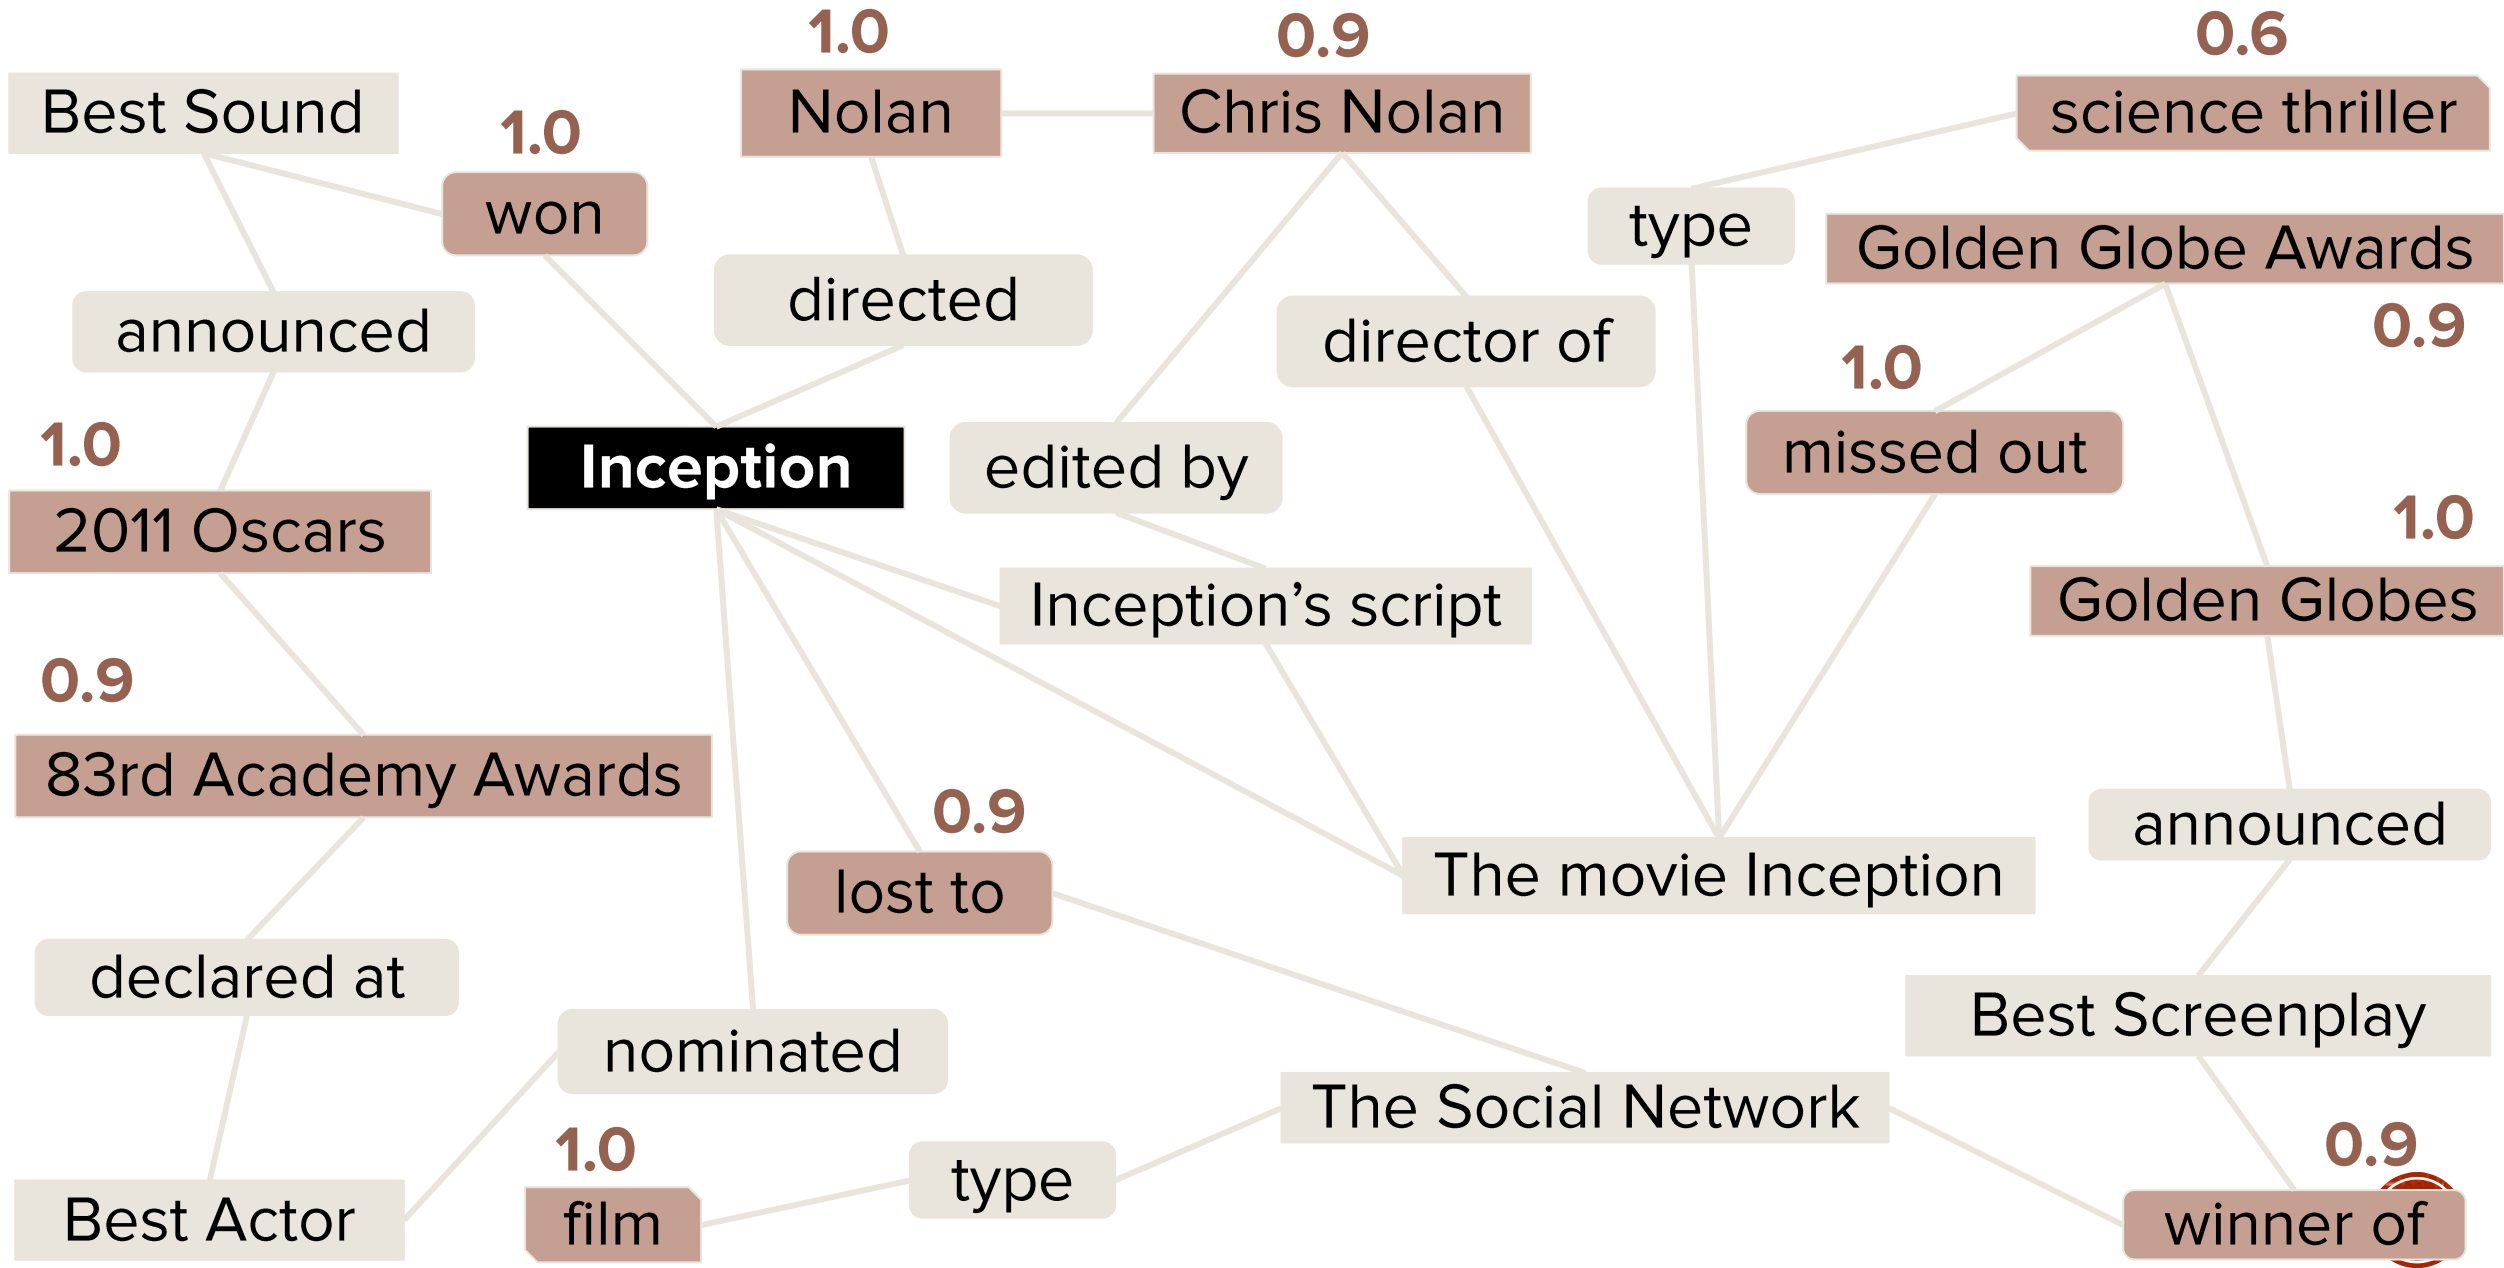 1.0
0.9
0.6
Best Sound
Nolan
Chris Nolan
science thriller
1.0
won
type
Golden Globe Awards
announced
directed
director of
0.9
1.0
1.0
Inception
edited by
missed out
2011 Oscars
1.0
Inception’s script
Golden Globes
0.9
83rd Academy Awards
0.9
lost to
The movie Inception
announced
declared at
nominated
Best Screenplay
The Social Network
1.0
type
0.9
Best Actor
film
winner of